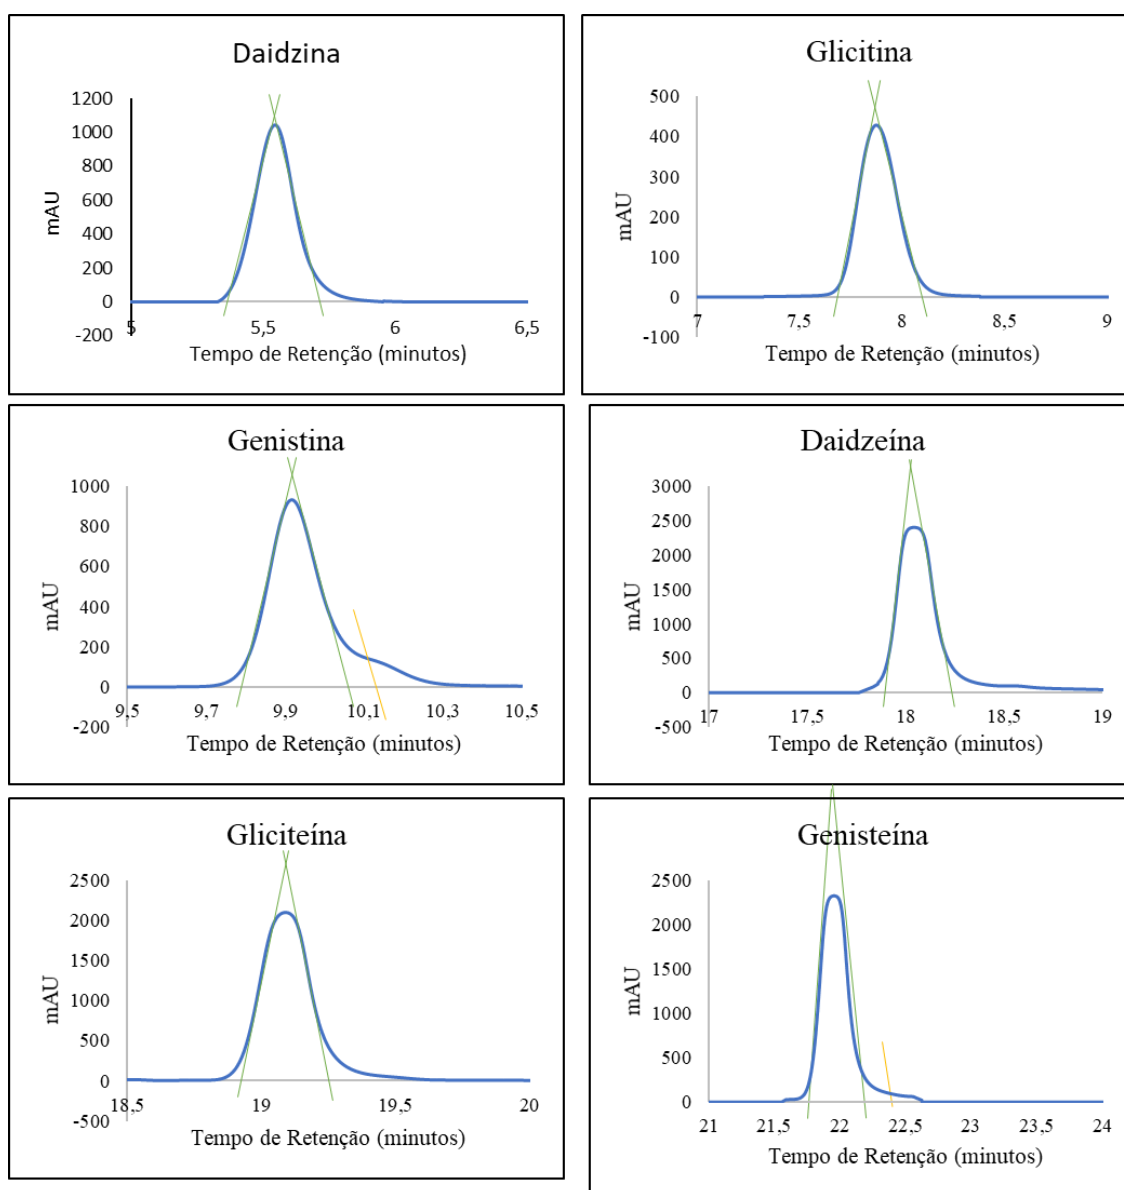 Daidzina
1200
1000
800
600
400
200
0
-200
mAU
5 5,5 6 6,5
Tempo de Retenção (minutos)
Glicitina
500
400
300
200
100
0
-100
mAU
7 7,5 8 8,5 9
Tempo de Retenção (minutos)
Genistina
1000
800
600
400
200
0
-200
mAU
9,5 9,7 9,9 10,1 10,3 10,5
Tempo de Retenção (minutos)
Daidzeína
3000
2500
2000
1500
1000
500
0
-500
mAU
17 17,5 18 18,5 19
Tempo de Retenção (minutos)
Gliciteína
2500
2000
1500
1000
500
0
-500
mAU
18,5 19 19,5 20
Tempo de Retenção (minutos)
Genisteína
2500
2000
1500
1000
500
0
mAU
21 21,5 22 22,5 23 23,5 24
Tempo de Retenção (minutos)